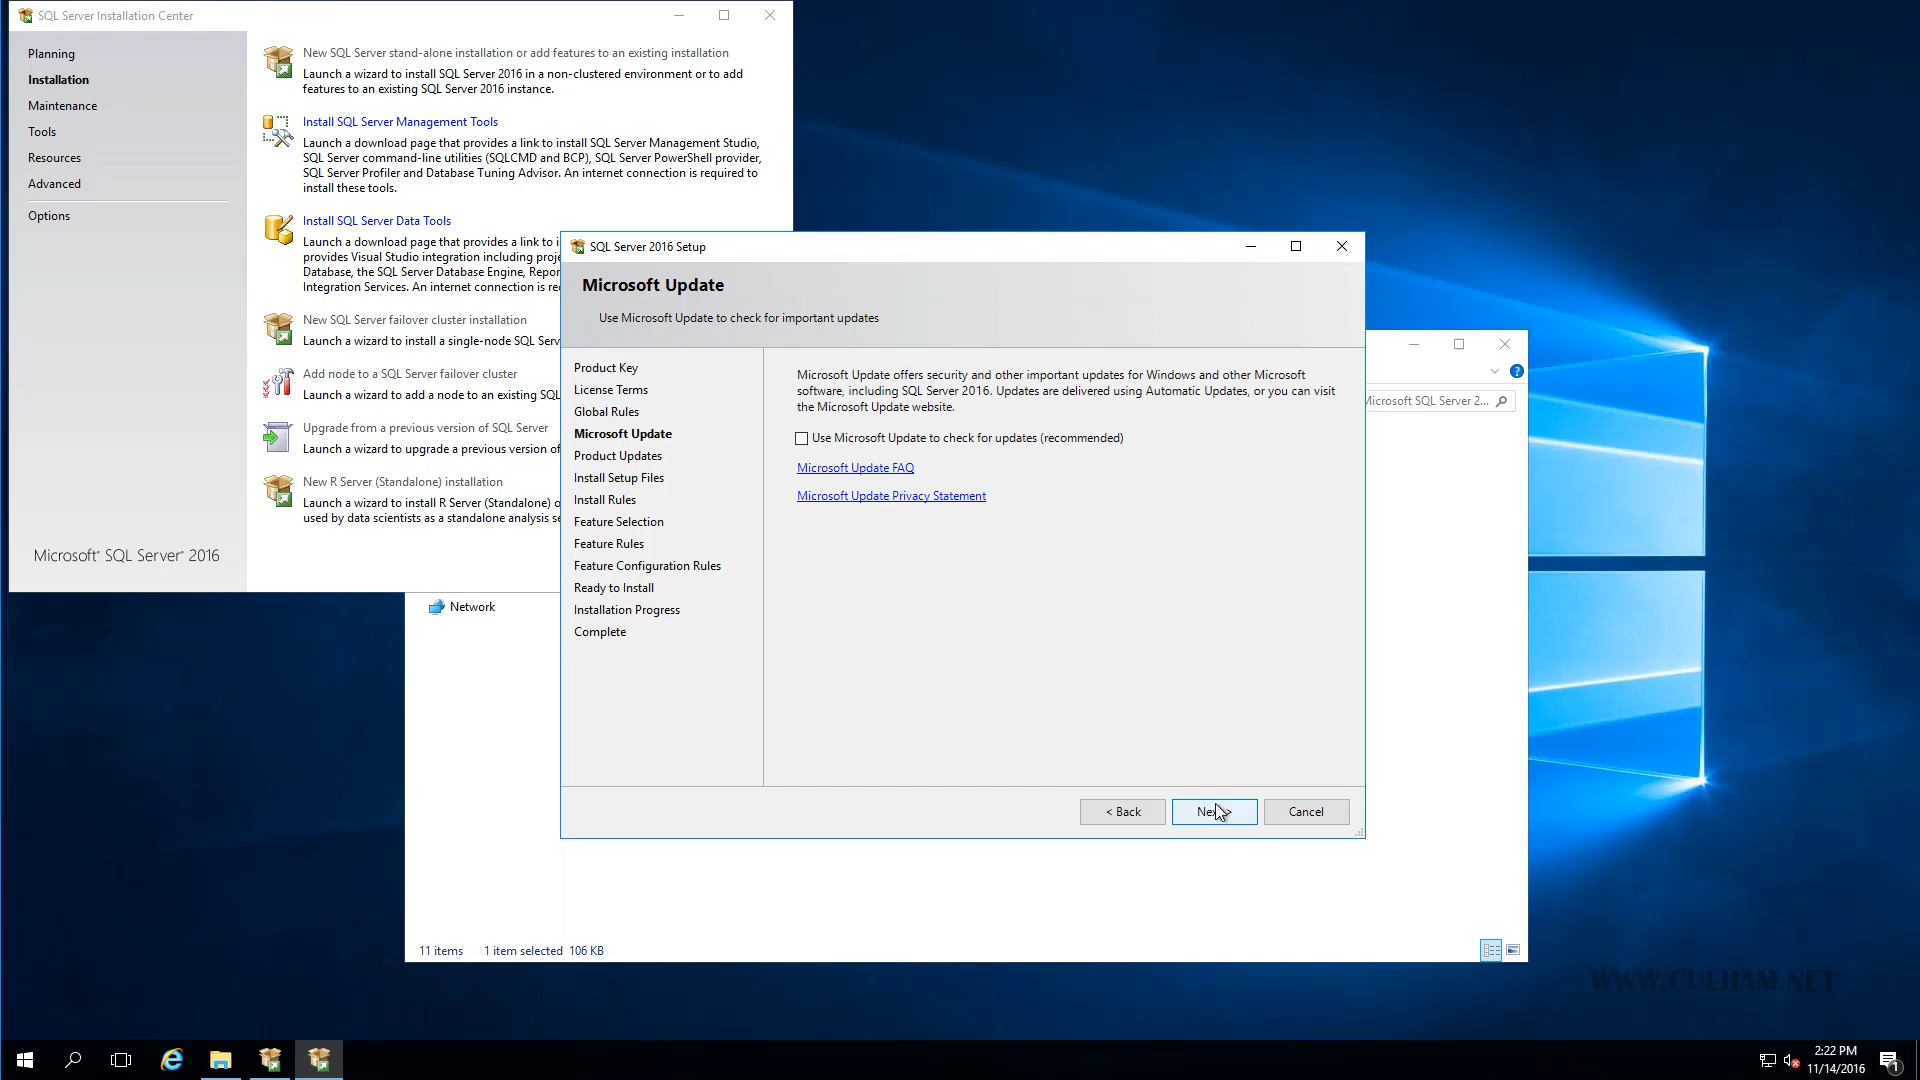 SQL Server Installation Center
Planning
Installation
Maintenance
Tools
Resources
Advanced
Options
Microsoft® SQL Server® 2016
New SQL Server stand-alone installation or add features to an existing installation
Launch a wizard to install SQL Server 2016 in a non-clustered environment or to add
features to an existing SQL Server 2016 instance.
Install SQL Server Management Tools
Launch a download page that provides a link to install SQL Server Management Studio,
SQL Server command-line utilities (SQLCMD and BCP), SQL Server PowerShell provider,
SQL Server Profiler and Database Tuning Advisor. An internet connection is required to
install these tools.
Install SQL Server Data Tools
Launch a download page that provides a link to i
provides Visual Studio integration including proje
Database, the SQL Server Database Engine, Repor
Integration Services. An internet connection is re
New SQL Server failover cluster installation
Launch a wizard to install a single-node SQL Serv
Add node to a SQL Server failover cluster
Launch a wizard to add a node to an existing SQL
Upgrade from a previous version of SQL Server
Launch a wizard to upgrade a previous version of
New R Server (Standalone) installation
Launch a wizard to install R Server (Standalone) o
used by data scientists as a standalone analysis se
SQL Server 2016 Setup
Microsoft Update
Use Microsoft Update to check for important updates
Product Key
License Terms
Global Rules
Microsoft Update
Product Updates
Install Setup Files
Install Rules
Feature Selection
Feature Rules
Feature Configuration Rules
Ready to Install
Installation Progress
Complete
Microsoft Update offers security and other important updates for Windows and other Microsoft
software, including SQL Server 2016. Updates are delivered using Automatic Updates, or you can visit
the Microsoft Update website.
Use Microsoft Update to check for updates (recommended)
Microsoft Update FAQ
Microsoft Update Privacy Statement
< Back
Cancel
Microsoft SQL Server 2...
Network
11 items 1 item selected 106 KB
WWW.CULHAM.NET
2:22 PM
11/14/2016
1